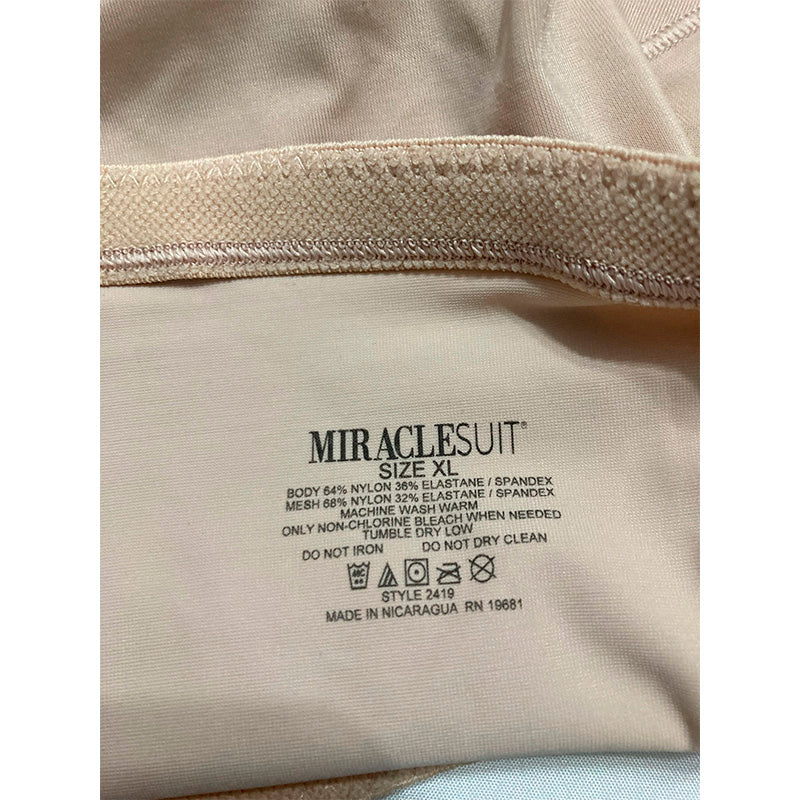 MIRACLESUIT®
SIZE XL
BODY 64% NYLON 36% ELASTANE / SPANDEX
MESH 68% NYLON 32% ELASTANE / SPANDEX
MACHINE WASH WARM
ONLY NON-CHLORINE BLEACH WHEN NEEDED
TUMBLE DRY LOW
DO NOT IRON DO NOT DRY CLEAN
STYLE 2419
MADE IN NICARAGUA RN 19681